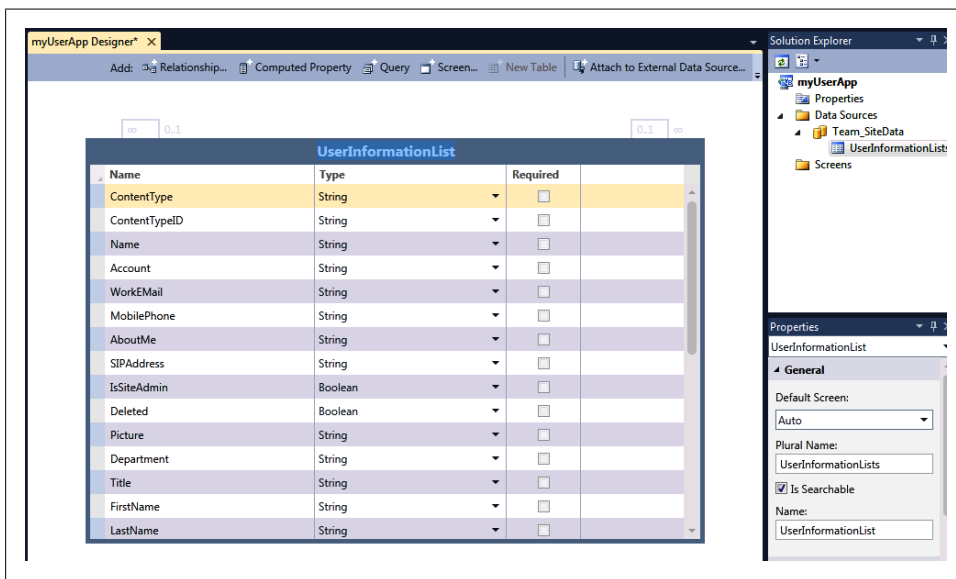 myUserApp Designer* X
Add: Relationship... Computed Property Query Screen... New Table Attach to External Data Source...
∞ 0..1 0..1 ∞
UserInformationList
Name Type Required
ContentType String
ContentTypeID String
Name String
Account String
WorkEMail String
MobilePhone String
AboutMe String
SIPAddress String
IsSiteAdmin Boolean
Deleted Boolean
Picture String
Department String
Title String
FirstName String
LastName String
Solution Explorer
myUserApp
Properties
Data Sources
Team_SiteData
UserInformationLists
Screens
Properties
UserInformationList
General
Default Screen:
Auto
Plural Name:
UserInformationLists
Is Searchable
Name:
UserInformationList